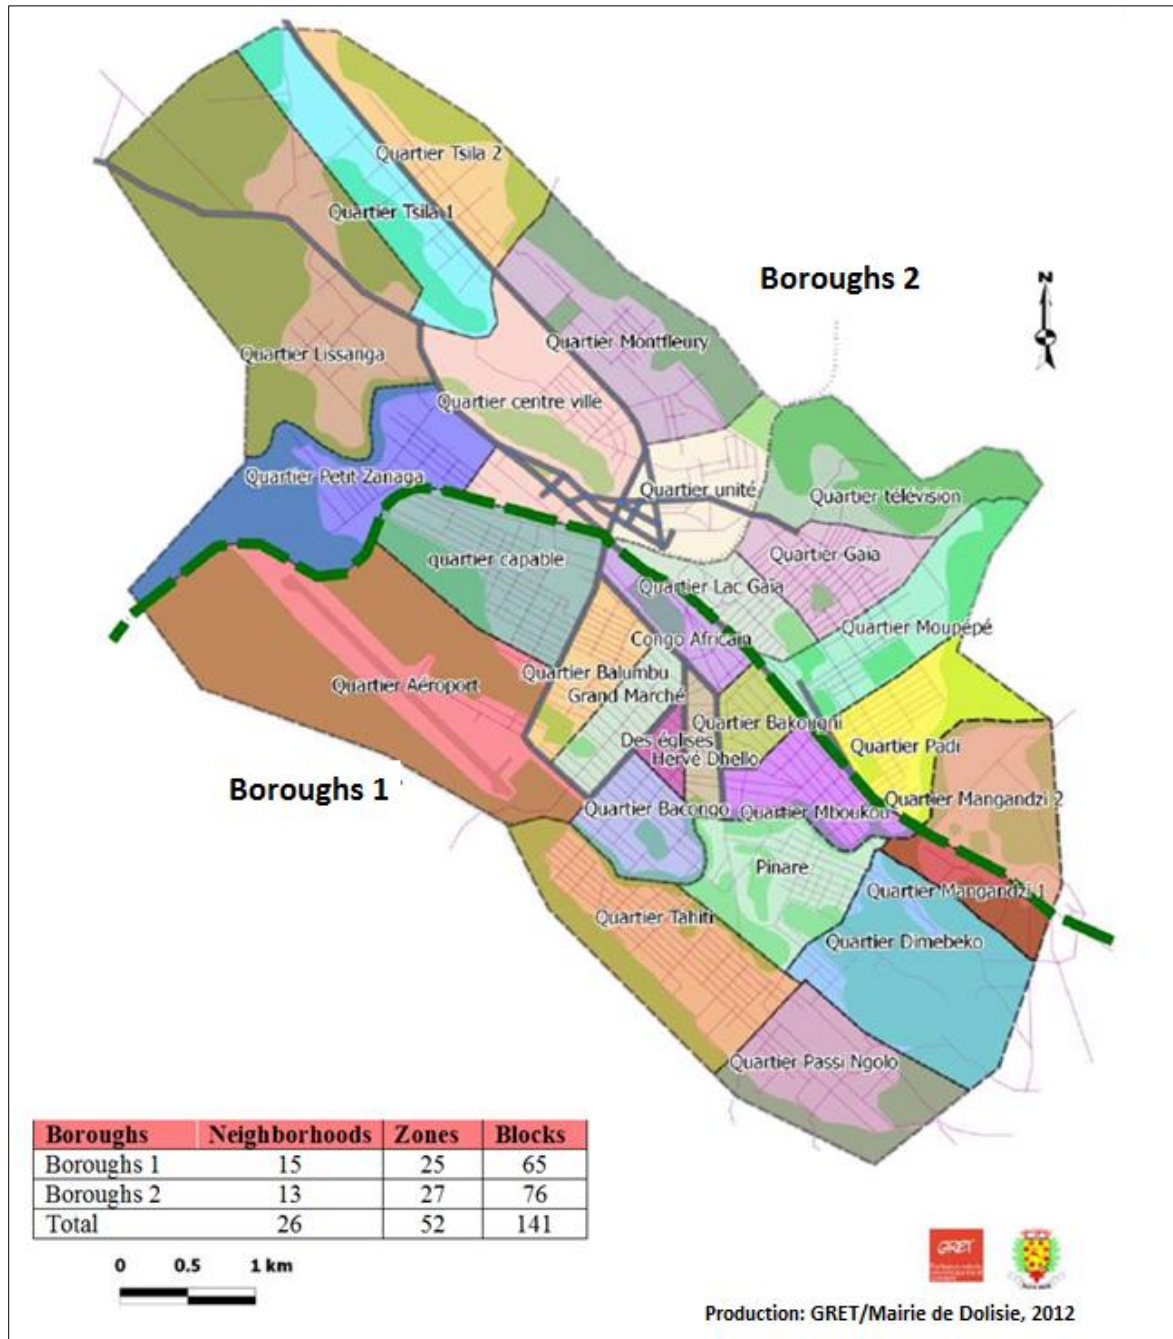 Quartier Tsila 2
Quartier Tsila 1
Boroughs 2
N
Quartier Montfleury
Quartier Lissanga
Quartier centre ville
Quartier Petit Zanaga
Quartier unité
Quartier télévision
quartier capable
Quartier Gaïa
Quartier Lac Gaïa
Quartier Moupépé
Congo Africain
Quartier Balumbu
Quartier Aéroport
Grand Marché
Quartier Bakougni
Des églises
Quartier Padi
Hervé Dhello
Boroughs 1
Quartier Mangandzi 2
Quartier Bacongo
Quartier Mboukou
Pinare
Quartier Mangandzi 1
Quartier Tahiti
Quartier Dimebeko
Quartier Passi Ngolo
Boroughs Neighborhoods Zones Blocks
Boroughs 1 15 25 65
Boroughs 2 13 27 76
Total 26 52 141
0 0.5 1 km
GRET
Production: GRET/Mairie de Dolisie, 2012